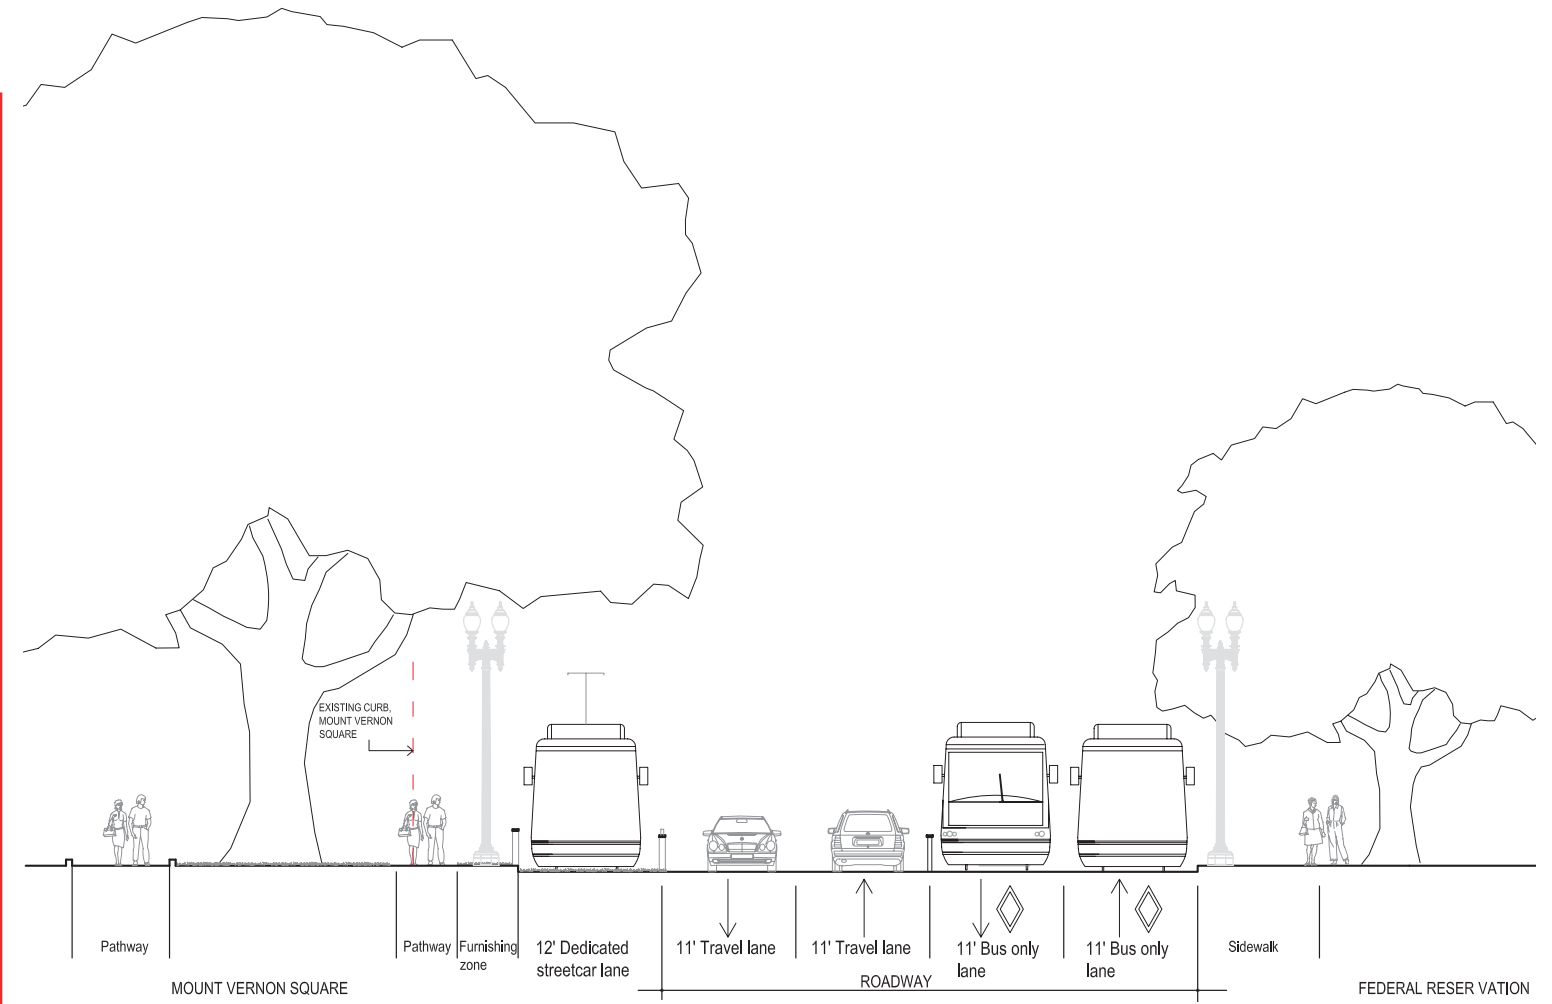 EXISTING CURB,
MOUNT VERNON
SQUARE
Pathway
Pathway
Furnishing
zone
12' Dedicated
streetcar lane
11' Travel lane
11' Travel lane
11' Bus only
lane
11' Bus only
lane
Sidewalk
MOUNT VERNON SQUARE
ROADWAY
FEDERAL RESER VATION